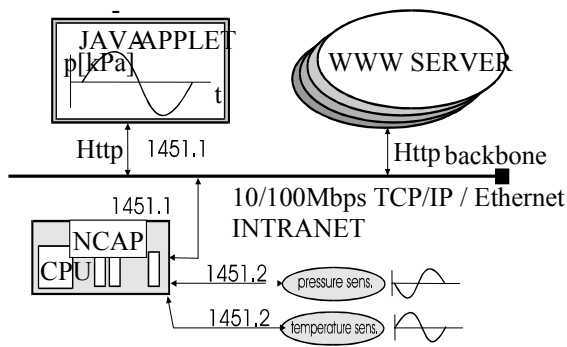 JAVA APPLET
p[kPa]
t
WWW SERVER
Http 1451.1
Http backbone
10/100Mbps TCP/IP / Ethernet
INTRANET
1451.1
NCAP
CPU
1451.2
pressure sens.
1451.2
temperature sens.